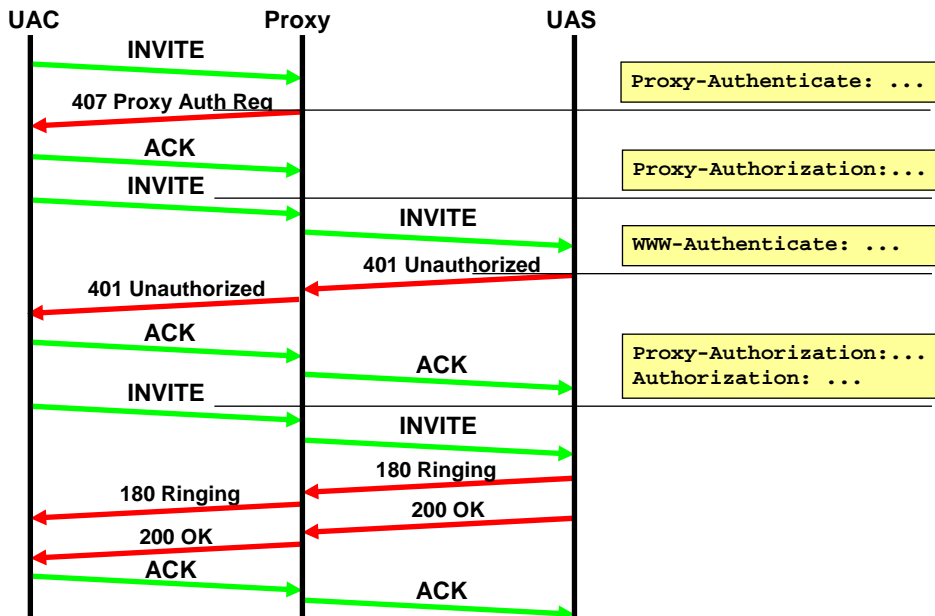 UAC Proxy UAS
INVITE
Proxy-Authenticate: ...
407 Proxy Auth Req
ACK
Proxy-Authorization:...
INVITE
INVITE
WWW-Authenticate: ...
401 Unauthorized
401 Unauthorized
ACK
ACK
Proxy-Authorization:...
Authorization: ...
INVITE
INVITE
180 Ringing
180 Ringing
200 OK
200 OK
ACK
ACK